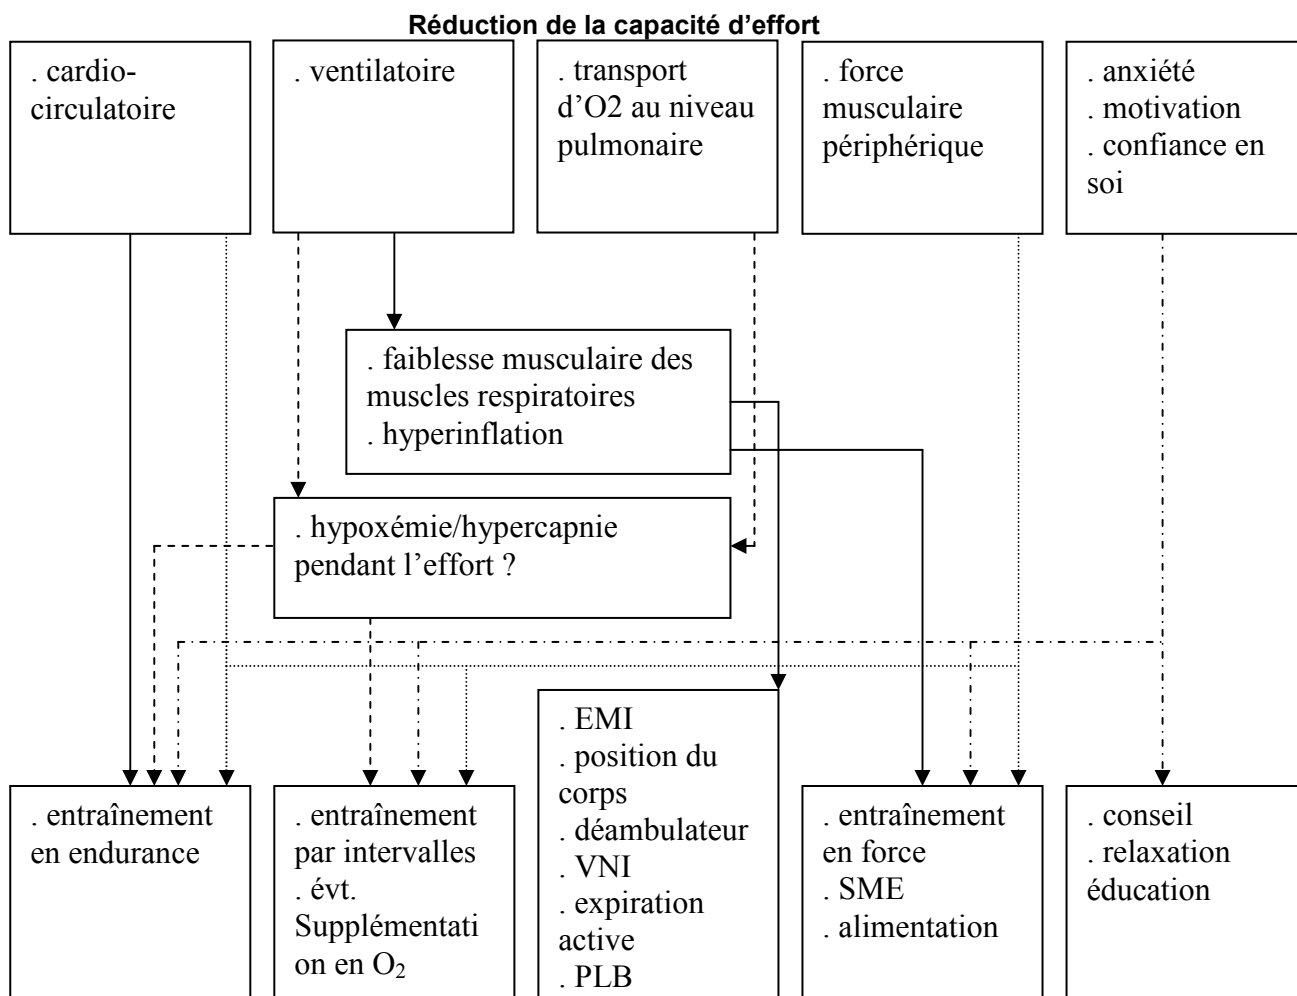 Réduction de la capacité d’effort
. cardio-
circulatoire
. ventilatoire
. transport
d’O2 au niveau
pulmonaire
. force
musculaire
périphérique
. anxiété
. motivation
. confiance en
soi
. faiblesse musculaire des
muscles respiratoires
. hyperinflation
. hypoxémie/hypercapnie
pendant l’effort ?
. entraînement
en endurance
. entraînement
par intervalles
. évt.
Supplémentati
on en O₂
. EMI
. position du
corps
. déambulateur
. VNI
. expiration
active
. PLB
. entraînement
en force
. SME
. alimentation
. conseil
. relaxation
éducation